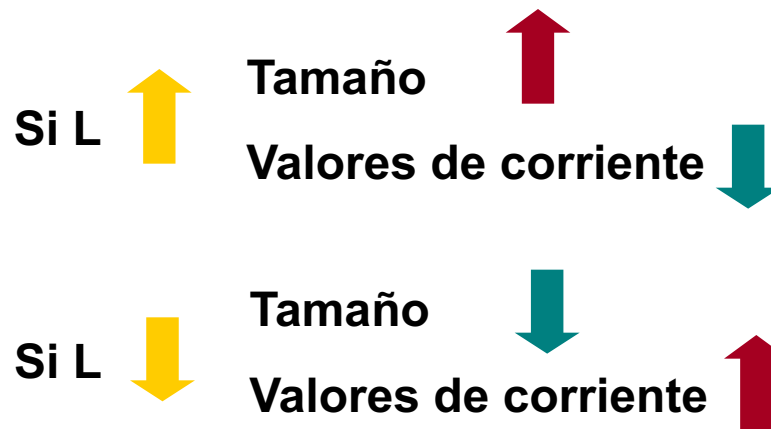 Tamaño
Si L
Valores de corriente
Tamaño
Si L
Valores de corriente